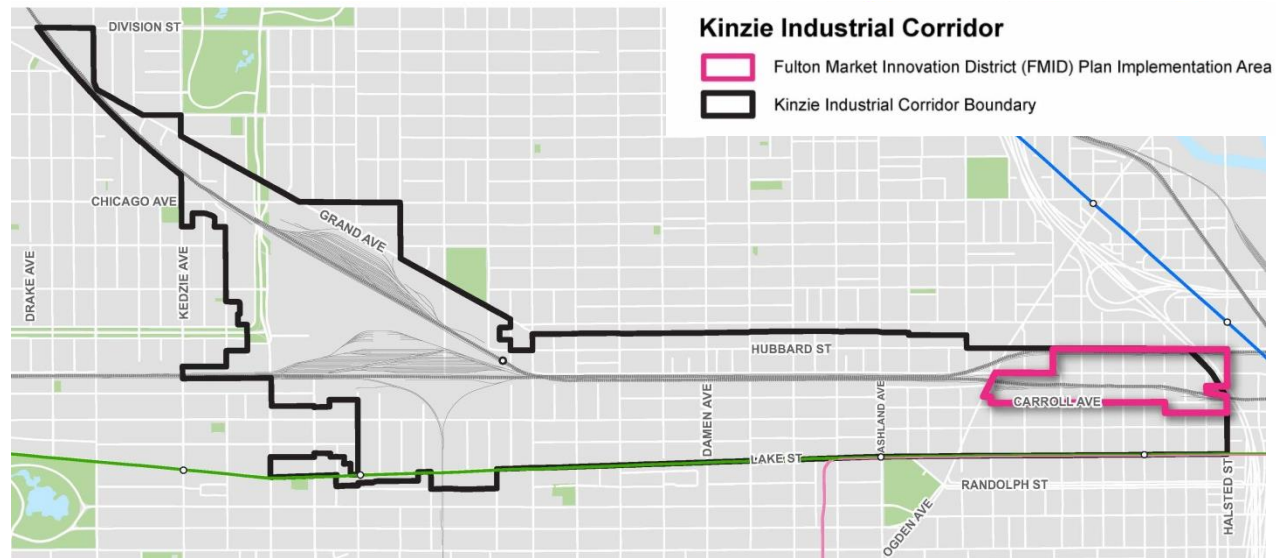 Kinzie Industrial Corridor
Fulton Market Innovation District (FMID) Plan Implementation Area
Kinzie Industrial Corridor Boundary
DIVISION ST
CHICAGO AVE
GRAND AVE
DRAKE AVE
KEDZIE AVE
HUBBARD ST
DAMEN AVE
ASHLAND AVE
CARROLL AVE
LAKE ST
RANDOLPH ST
OGDEN AVE
HALSTED ST